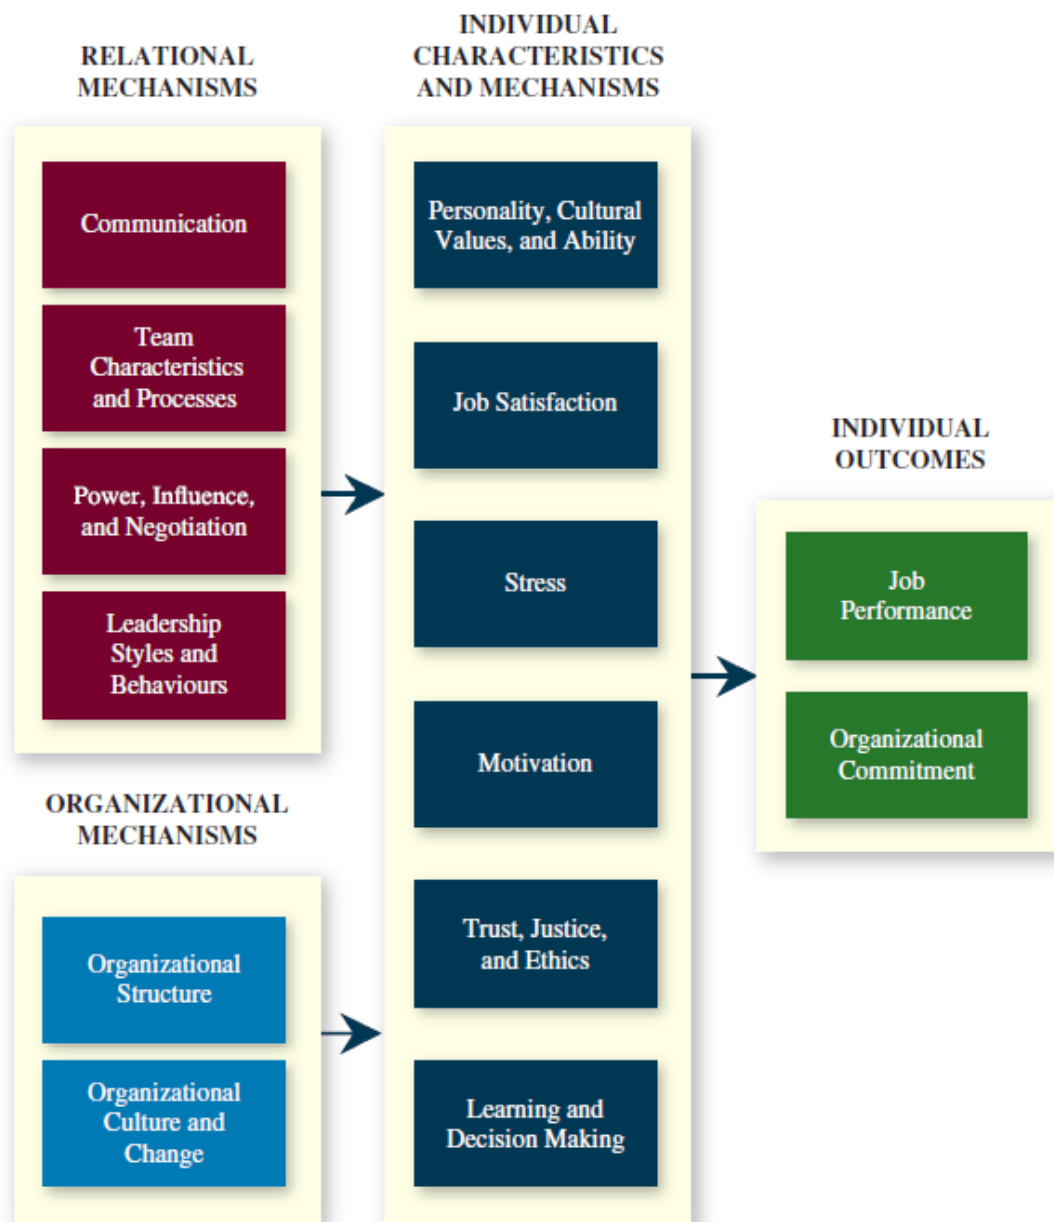 RELATIONAL
MECHANISMS
Communication
Team
Characteristics
and Processes
Power, Influence,
and Negotiation
Leadership
Styles and
Behaviours
ORGANIZATIONAL
MECHANISMS
Organizational
Structure
Organizational
Culture and
Change
INDIVIDUAL
CHARACTERISTICS
AND MECHANISMS
Personality, Cultural
Values, and Ability
Job Satisfaction
Stress
Motivation
Trust, Justice,
and Ethics
Learning and
Decision Making
INDIVIDUAL
OUTCOMES
Job
Performance
Organizational
Commitment